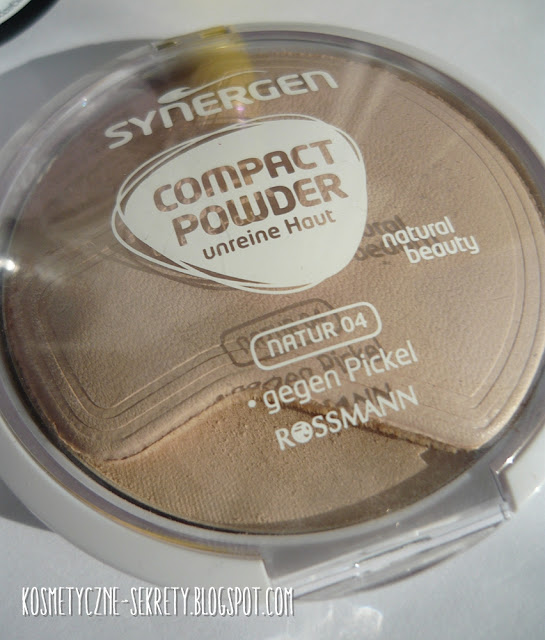 SYNERGEN
COMPACT
POWDER
unreine Haut
natural
beauty
NATUR 04
• gegen Pickel
ROSSMANN
KOSMETYCZNE-SEKRETY.BLOGSPOT.COM